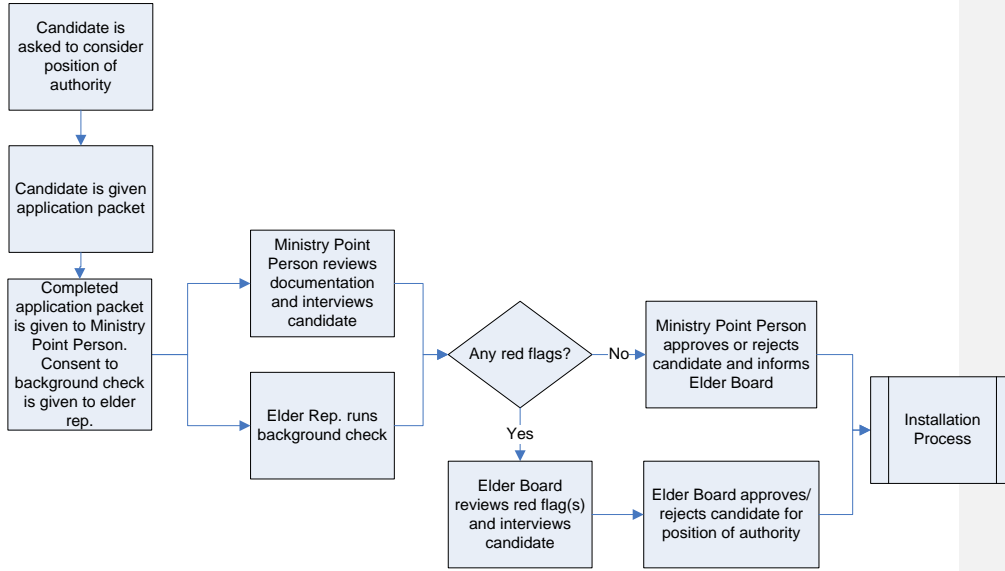 Candidate is
asked to consider
position of
authority
Candidate is given
application packet
Completed
application packet
is given to Ministry
Point Person.
Consent to
background check
is given to elder
rep.
Ministry Point
Person reviews
documentation
and interviews
candidate
Elder Rep. runs
background check
Any red flags?
No
Ministry Point Person
approves or rejects
candidate and informs
Elder Board
Yes
Elder Board
reviews red flag(s)
and interviews
candidate
Elder Board approves/
rejects candidate for
position of authority
Installation
Process